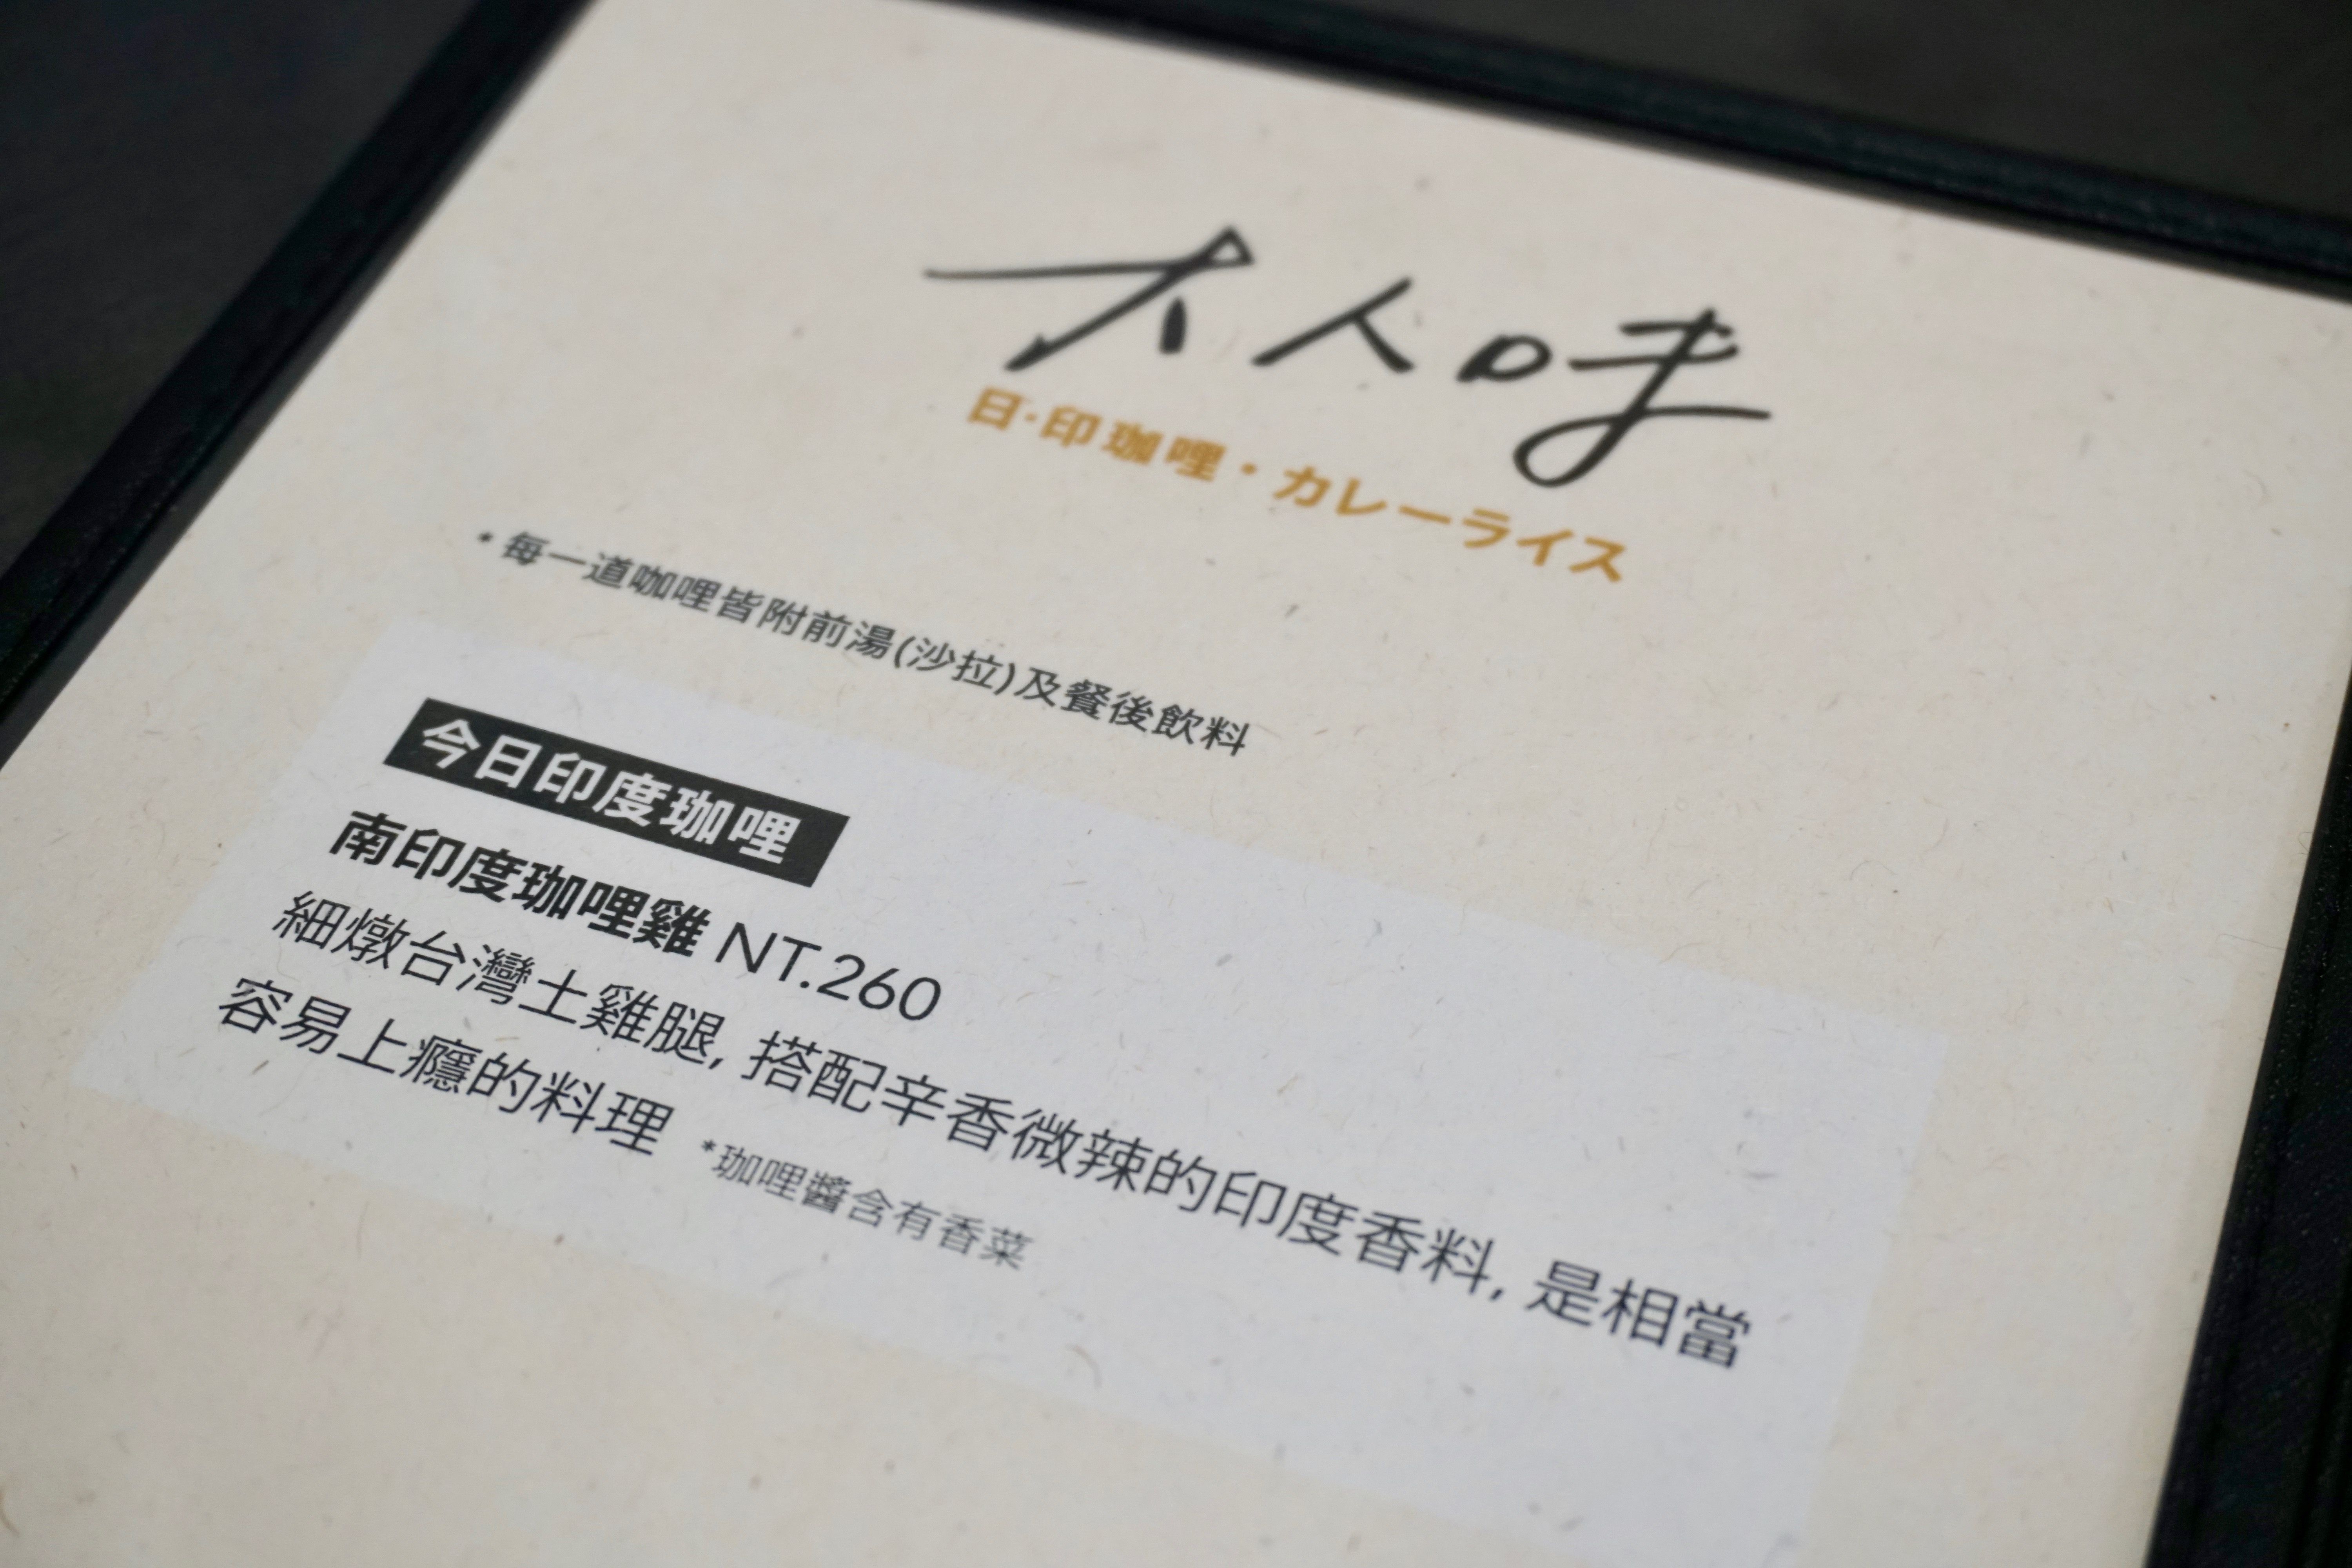 大人味
日·印珈哩·カレーライス
* 每一道咖哩皆附前湯(沙拉)及餐後飲料
今日印度珈哩
南印度珈哩雞 NT.260
細燉台灣土雞腿, 搭配辛香微辣的印度香料, 是相當
容易上癮的料理 *珈哩醬含有香菜